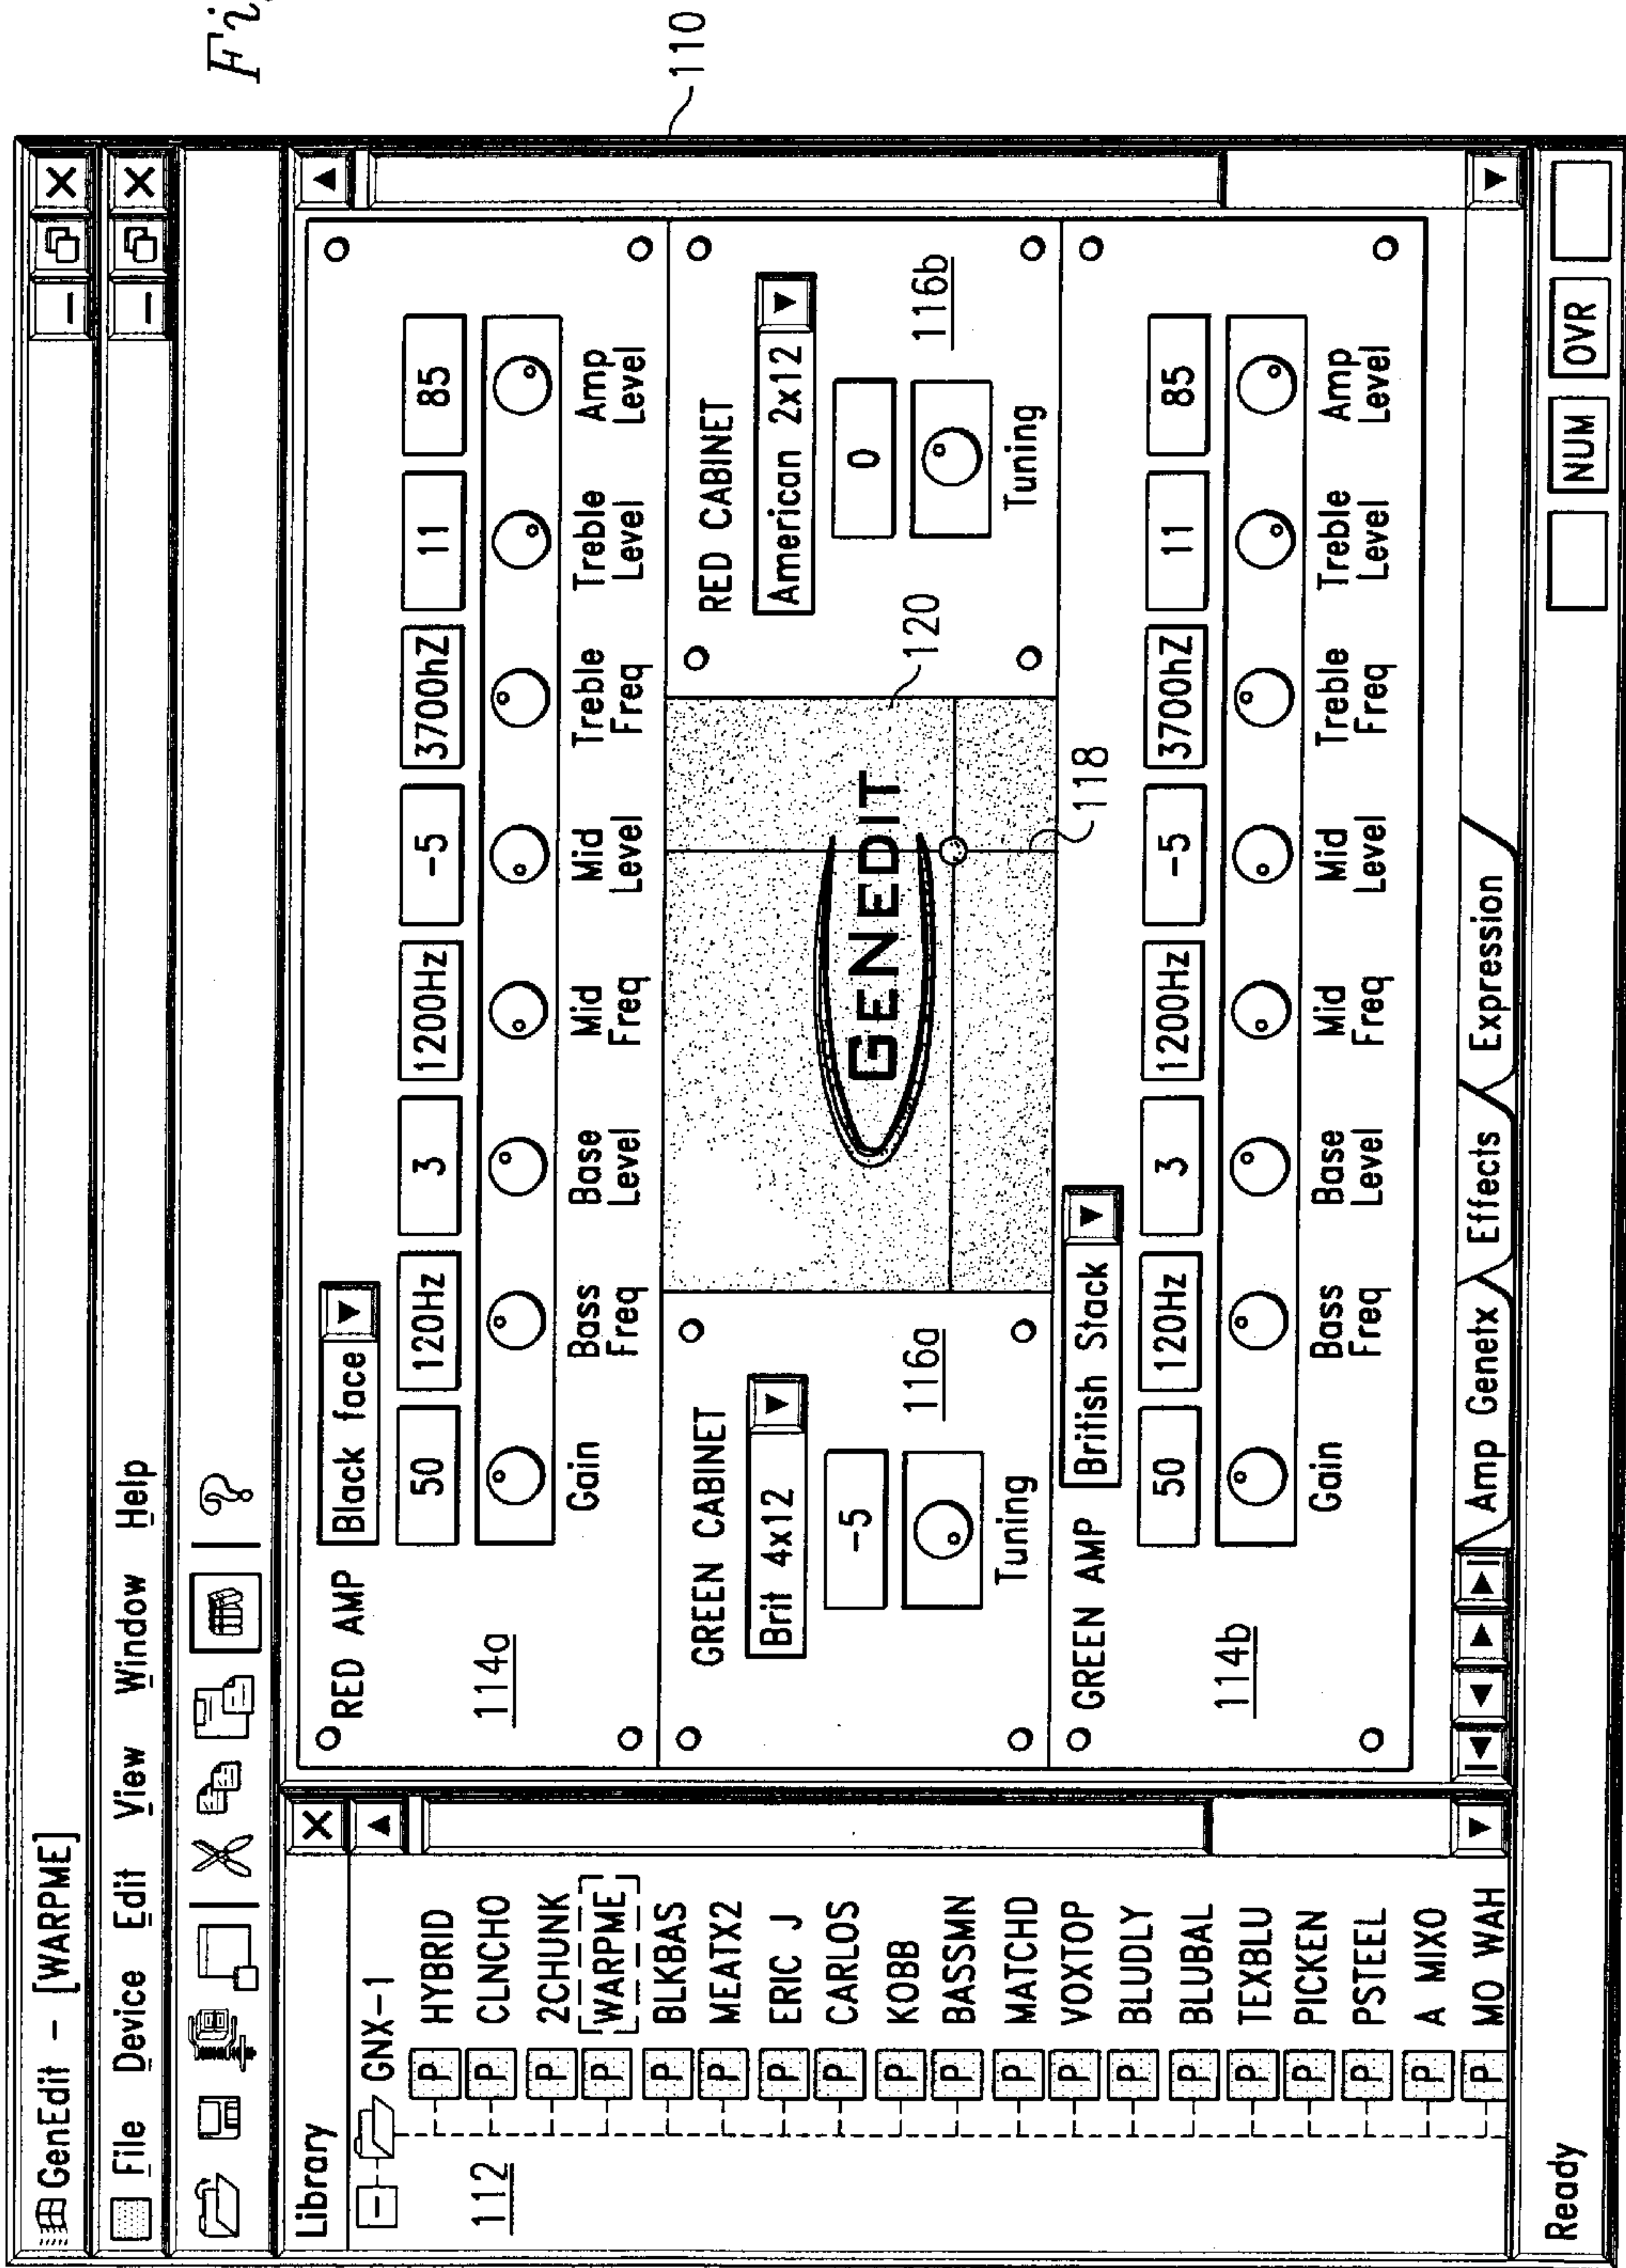 Fi
110
GenEdit - [WARPME]
File Device Edit View Window Help
?
Library
GNX-1
112
P HYBRID
P CLNCHO
P 2CHUNK
P [WARPME]
P BLKBAS
P MEATX2
P ERIC J
P CARLOS
P KOBB
P BASSMN
P MATCHD
P VOXTOP
P BLUDLY
P BLUBAL
P TEXBLU
P PICKEN
P PSTEEL
P A MIXO
P MO WAH
RED AMP Black face
114a
50 120Hz 3 1200Hz -5 3700hZ 11 85
Gain Bass Freq Base Level Mid Freq Mid Level Treble Freq Treble Level Amp Level
GREEN CABINET
Brit 4x12
-5
116a
Tuning
GENEDIT
120
118
RED CABINET
American 2x12
0
116b
Tuning
GREEN AMP British Stack
114b
50 120Hz 3 1200Hz -5 3700hZ 11 85
Gain Bass Freq Base Level Mid Freq Mid Level Treble Freq Treble Level Amp Level
Amp Genetx Effects Expression
Ready NUM OVR